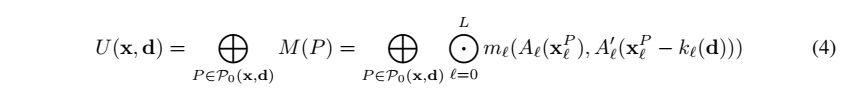 U(x, d) = ⨁_{P∈𝒫₀(x,d)} M(P) = ⨁_{P∈𝒫₀(x,d)} ⨀_{ℓ=0}^{L} m_ℓ(A_ℓ(x_ℓ^P), A′_ℓ(x_ℓ^P − k_ℓ(d))) (4)